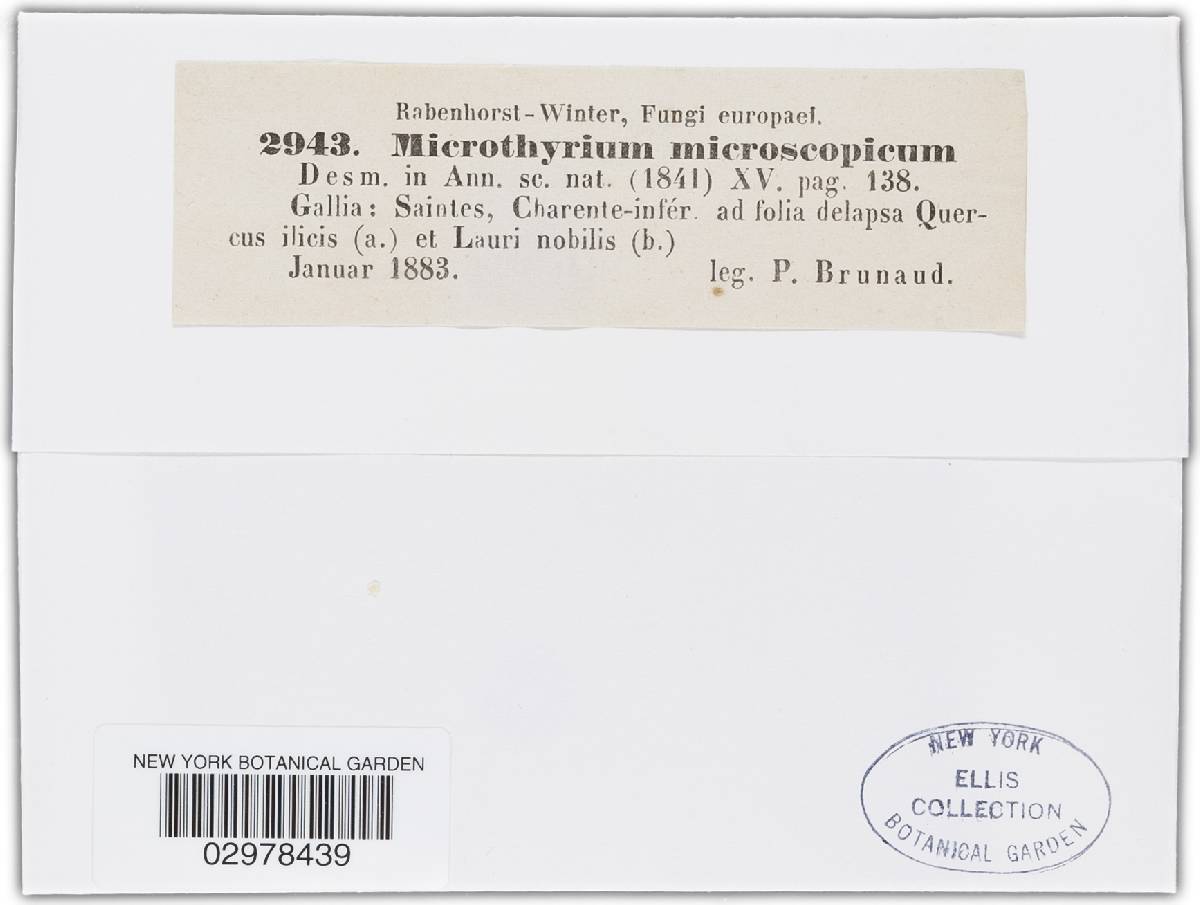 Rabenhorst-Winter, Fungi europaei.
2943. Microthyrium microscopicum
Desm. in Ann. sc. nat. (1841) XV. pag. 138.
Gallia: Saintes, Charente-infér. ad folia delapsa Quer-
cus ilicis (a.) et Lauri nobilis (b.)
Januar 1883. leg. P. Brunaud.
NEW YORK BOTANICAL GARDEN
02978439
NEW YORK
ELLIS
COLLECTION
BOTANICAL GARDEN